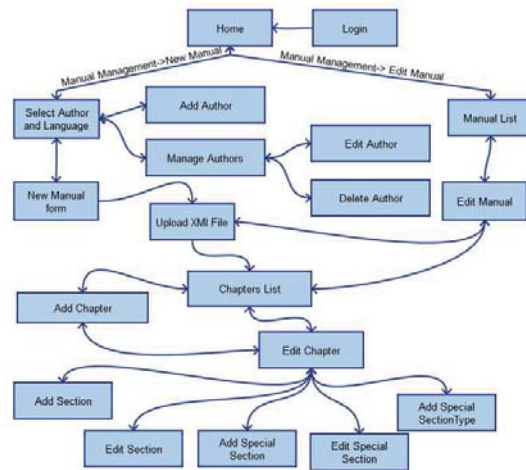 Home
Login
Manual Management->New Manual
Manual Management-> Edit Manual
Select Author
and Language
Add Author
Manual List
Manage Authors
Edit Author
New Manual
form
Delete Author
Edit Manual
Upload XMI File
Chapters List
Add Chapter
Edit Chapter
Add Section
Add Special
SectionType
Edit Section
Add Special
Section
Edit Special
Section